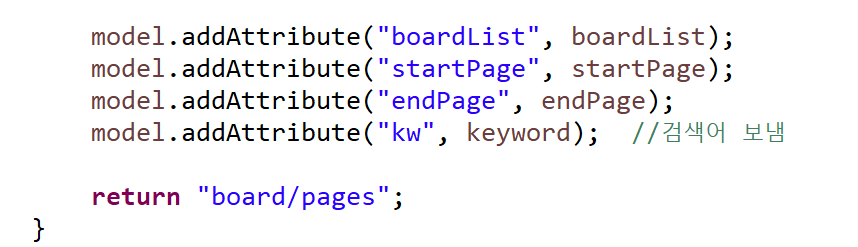 model.addAttribute("boardList", boardList);
model.addAttribute("startPage", startPage);
model.addAttribute("endPage", endPage);
model.addAttribute("kw", keyword);  //검색어 보냄
return "board/pages";
}